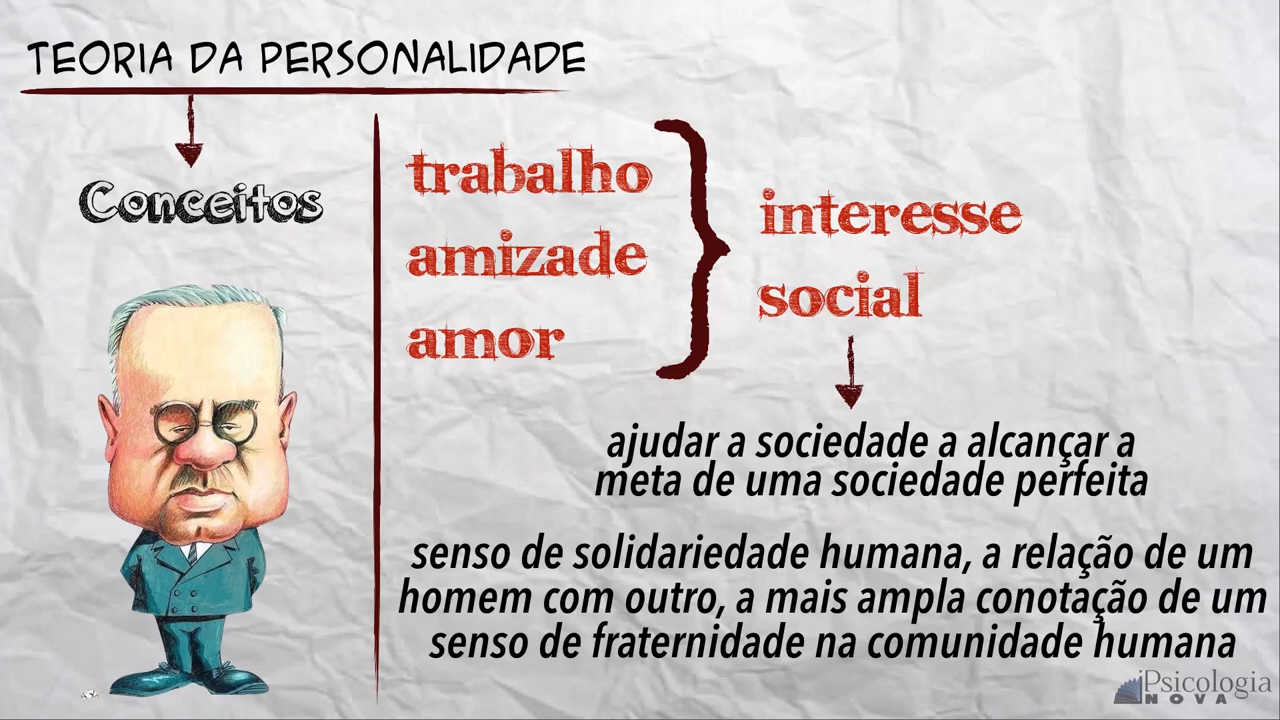 TEORIA DA PERSONALIDADE
Conceitos
trabalho
amizade
amor
interesse
social
ajudar a sociedade a alcançar a
meta de uma sociedade perfeita
senso de solidariedade humana, a relação de um
homem com outro, a mais ampla conotação de um
senso de fraternidade na comunidade humana
Psicologia
NOVA